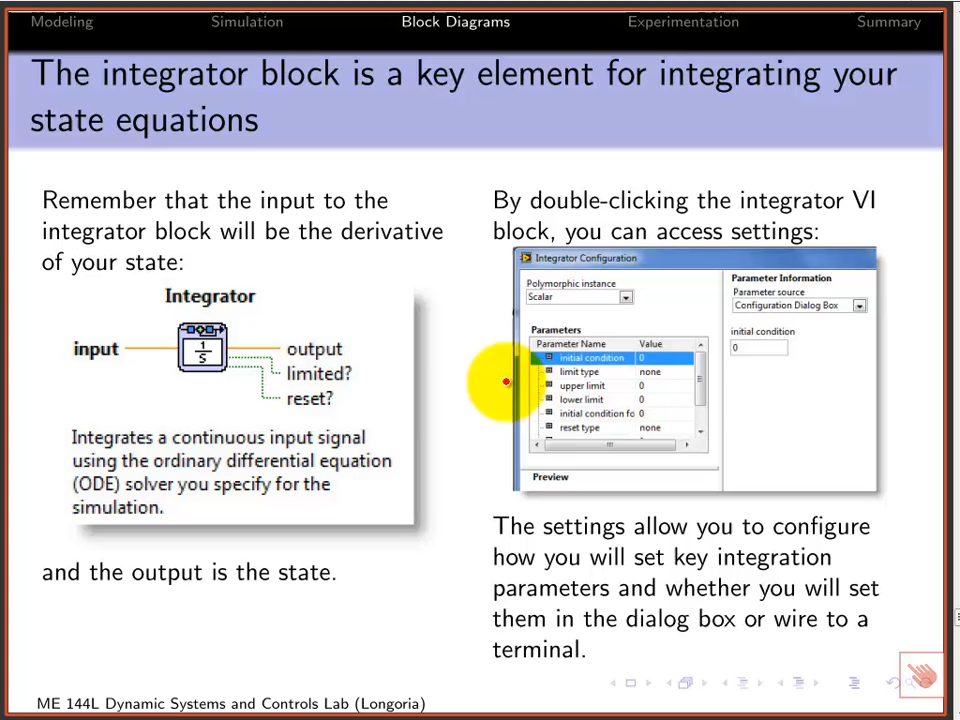 Modeling Simulation Block Diagrams Experimentation Summary
The integrator block is a key element for integrating your
state equations
Remember that the input to the
integrator block will be the derivative
of your state:
Integrator
input
1
S
output
limited?
reset?
Integrates a continuous input signal
using the ordinary differential equation
(ODE) solver you specify for the
simulation.
and the output is the state.
By double-clicking the integrator VI
block, you can access settings:
Integrator Configuration
Polymorphic instance
Scalar
Parameters
Parameter Name Value
initial condition 0
limit type none
upper limit 0
lower limit 0
initial condition fo 0
reset type none
Preview
Parameter Information
Parameter source
Configuration Dialog Box
initial condition
0
The settings allow you to configure
how you will set key integration
parameters and whether you will set
them in the dialog box or wire to a
terminal.
ME 144L Dynamic Systems and Controls Lab (Longoria)